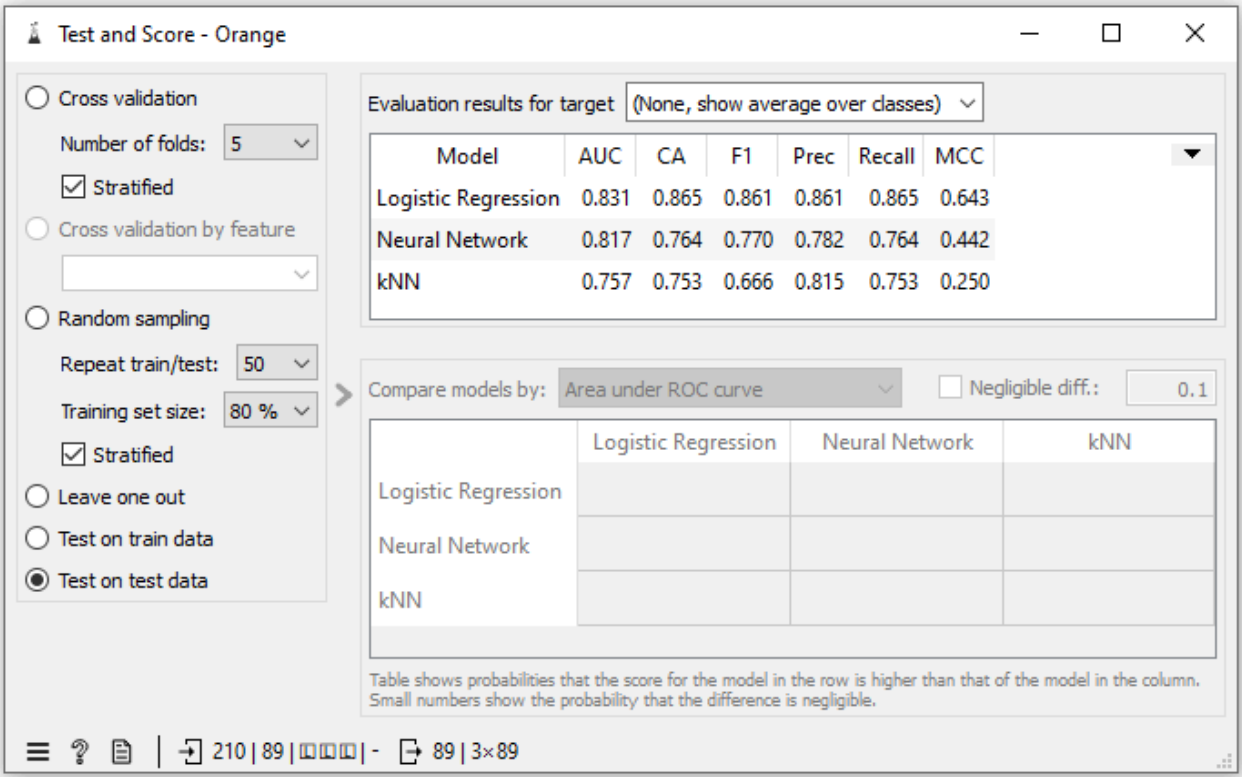 Test and Score - Orange
Cross validation
Number of folds: 5
Stratified
Cross validation by feature
Random sampling
Repeat train/test: 50
Training set size: 80 %
Stratified
Leave one out
Test on train data
Test on test data
Evaluation results for target (None, show average over classes)
Model AUC CA F1 Prec Recall MCC
Logistic Regression 0.831 0.865 0.861 0.861 0.865 0.643
Neural Network 0.817 0.764 0.770 0.782 0.764 0.442
kNN 0.757 0.753 0.666 0.815 0.753 0.250
Compare models by: Area under ROC curve Negligible diff.: 0.1
Logistic Regression Neural Network kNN
Logistic Regression
Neural Network
kNN
Table shows probabilities that the score for the model in the row is higher than that of the model in the column.
Small numbers show the probability that the difference is negligible.
210 | 89 | | - 89 | 3×89